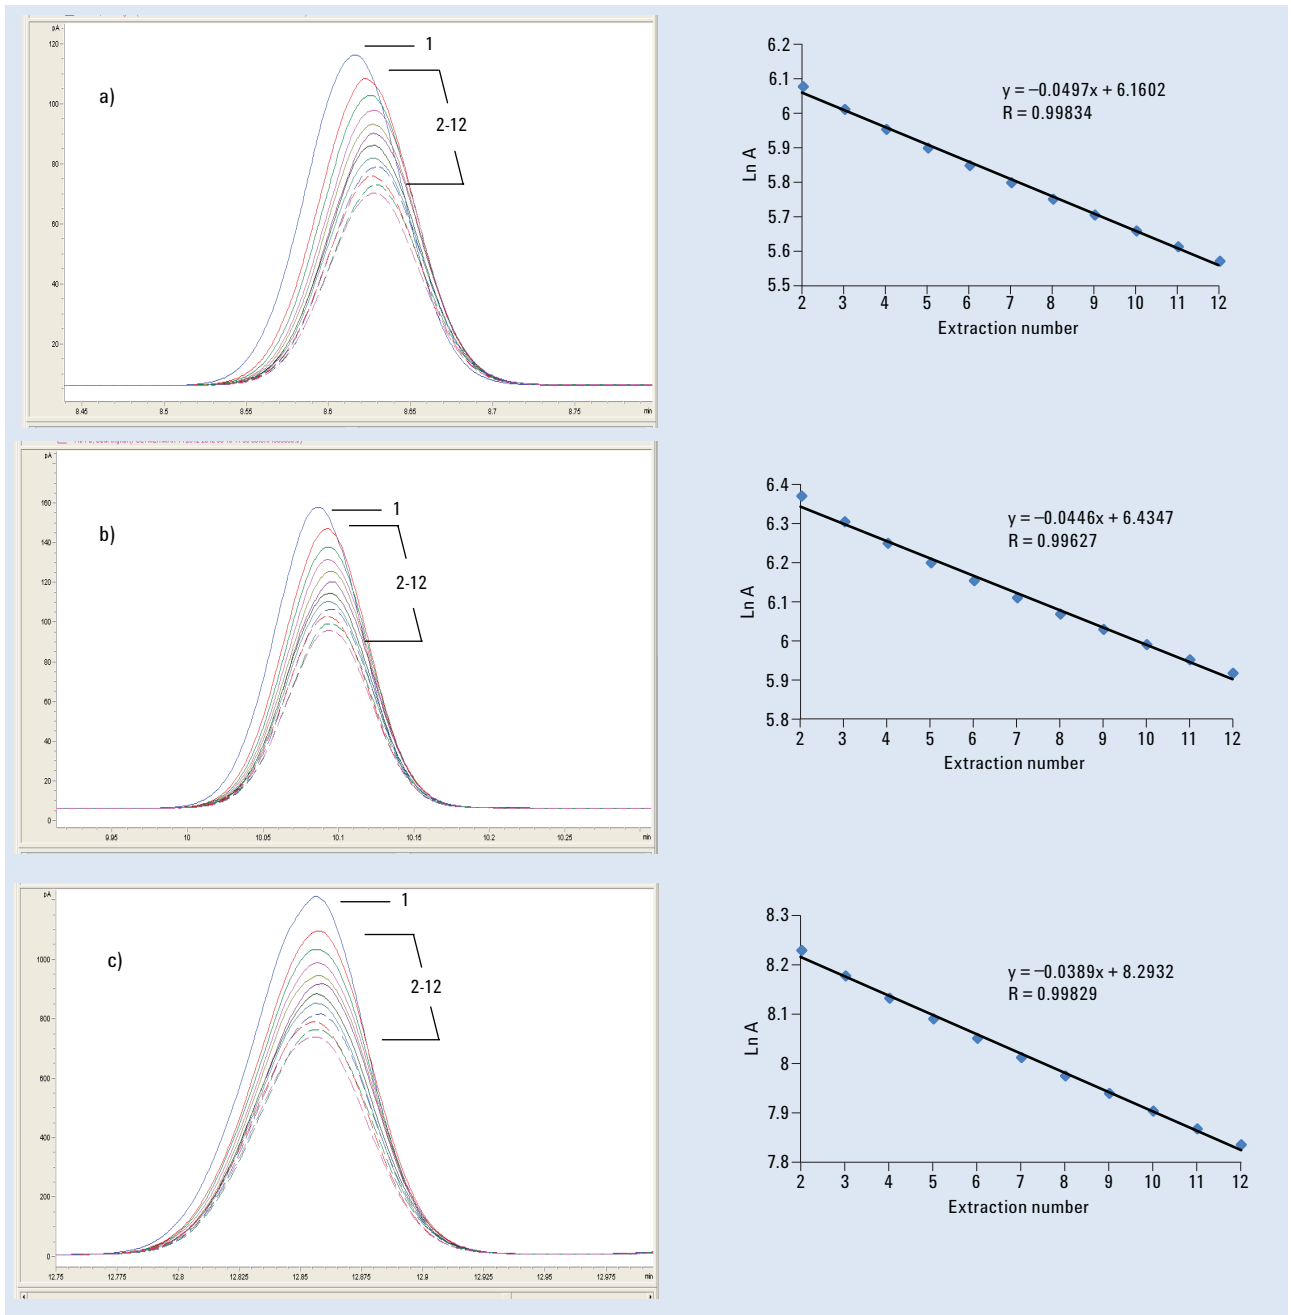 pA
120
100
80
60
40
20
a)
1
2-12
8.45 8.5 8.55 8.6 8.65 8.7 8.75 min
6.2
6.1
6
5.9
5.8
5.7
5.6
5.5
Ln A
y = –0.0497x + 6.1602
R = 0.99834
2 3 4 5 6 7 8 9 10 11 12
Extraction number
pA
160
140
120
100
80
60
40
20
0
b)
1
2-12
9.95 10 10.05 10.1 10.15 10.2 10.25 min
6.4
6.3
6.2
6.1
6
5.9
5.8
Ln A
y = –0.0446x + 6.4347
R = 0.99627
2 3 4 5 6 7 8 9 10 11 12
Extraction number
pA
1000
800
600
400
200
0
c)
1
2-12
12.75 12.775 12.8 12.825 12.85 12.875 12.9 12.925 12.95 12.975 min
8.3
8.2
8.1
8
7.9
7.8
Ln A
y = –0.0389x + 8.2932
R = 0.99829
2 3 4 5 6 7 8 9 10 11 12
Extraction number